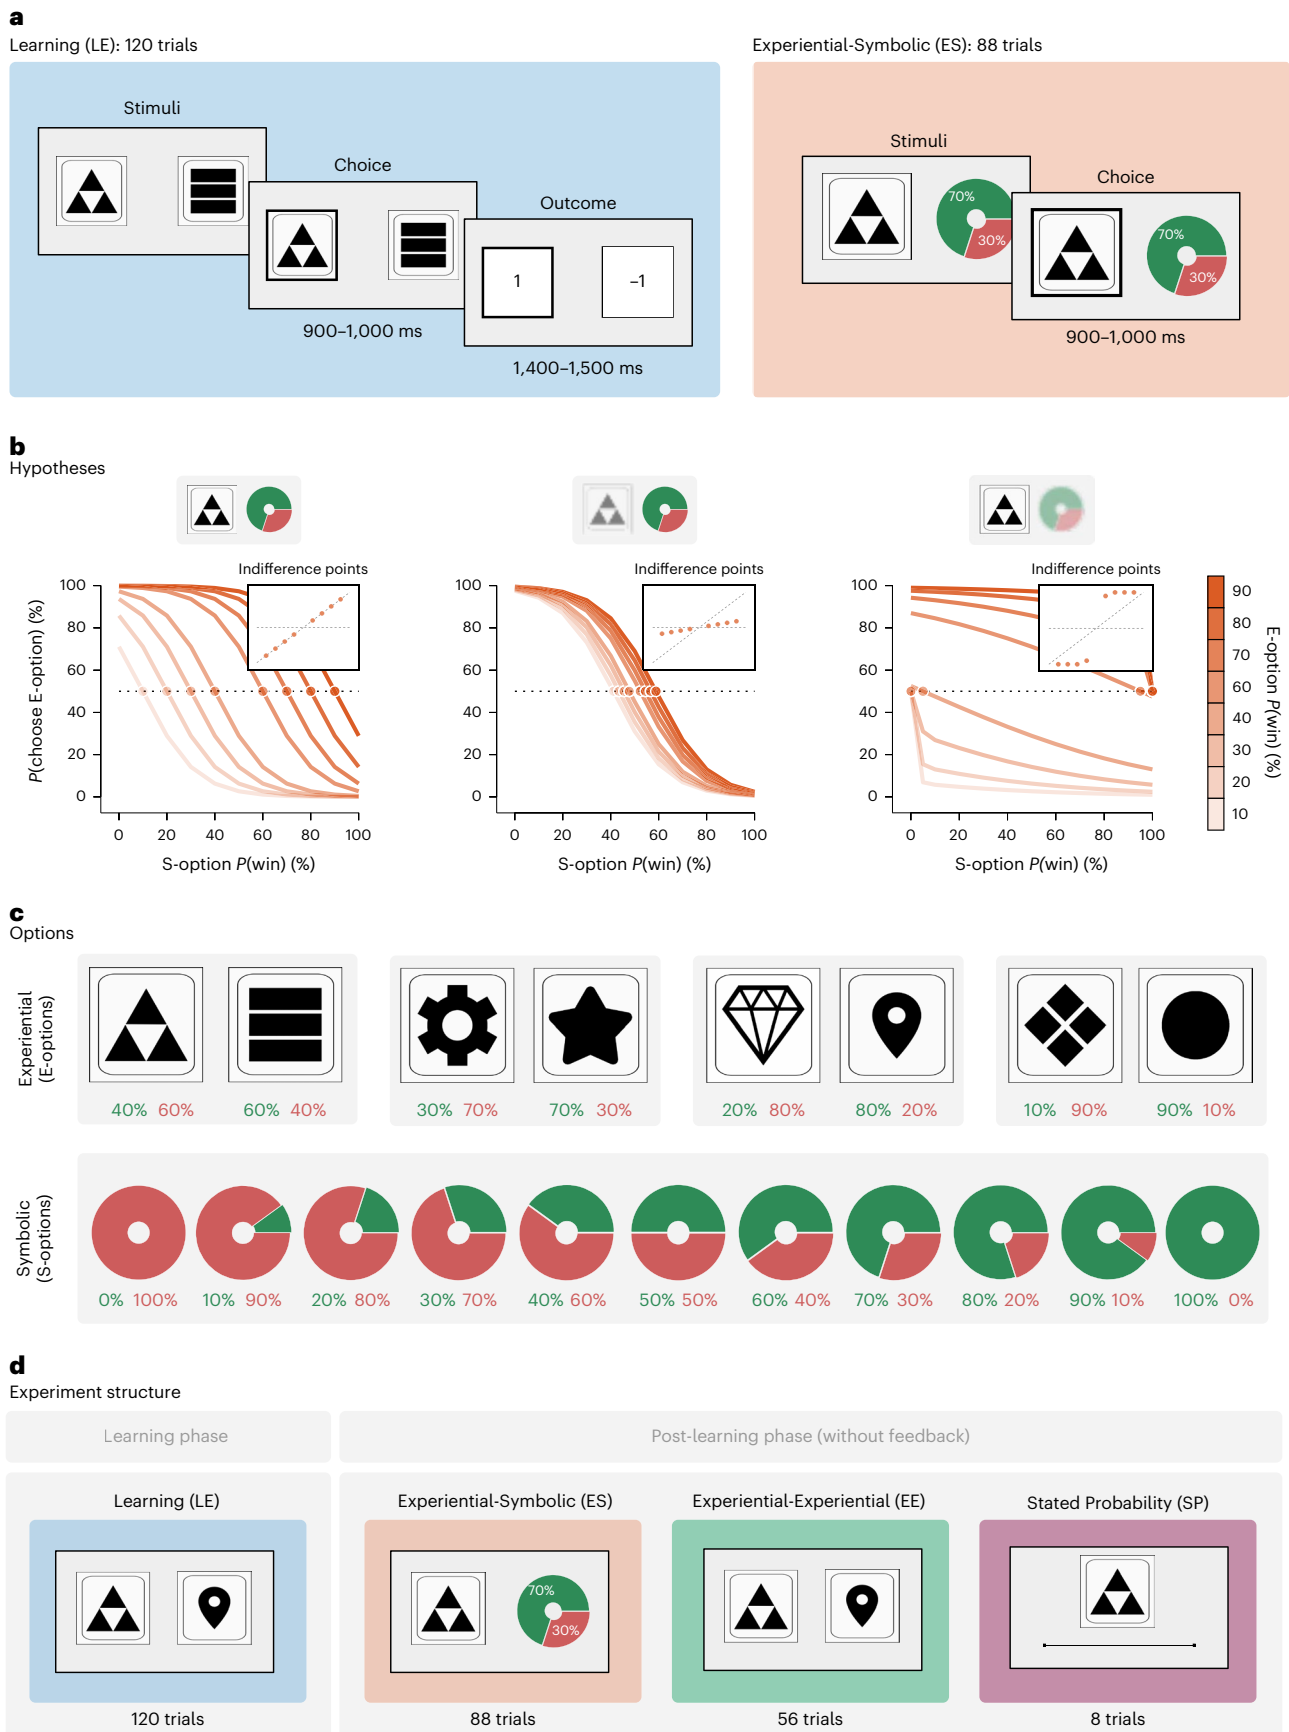 a
Learning (LE): 120 trials
Experiential-Symbolic (ES): 88 trials
Stimuli
Choice
Outcome
1
–1
900–1,000 ms
1,400–1,500 ms
Stimuli
70%
30%
Choice
70%
30%
900–1,000 ms
b
Hypotheses
Indifference points
P(choose E-option) (%)
100
80
60
40
20
0
0 20 40 60 80 100
S-option P(win) (%)
Indifference points
100
80
60
40
20
0
0 20 40 60 80 100
S-option P(win) (%)
Indifference points
100
80
60
40
20
0
0 20 40 60 80 100
S-option P(win) (%)
90
80
70
60
40
30
20
10
E-option P(win) (%)
c
Options
Experiential
(E-options)
40% 60% 60% 40% 30% 70% 70% 30% 20% 80% 80% 20% 10% 90% 90% 10%
Symbolic
(S-options)
0% 100% 10% 90% 20% 80% 30% 70% 40% 60% 50% 50% 60% 40% 70% 30% 80% 20% 90% 10% 100% 0%
d
Experiment structure
Learning phase
Post-learning phase (without feedback)
Learning (LE)
120 trials
Experiential-Symbolic (ES)
70%
30%
88 trials
Experiential-Experiential (EE)
56 trials
Stated Probability (SP)
8 trials